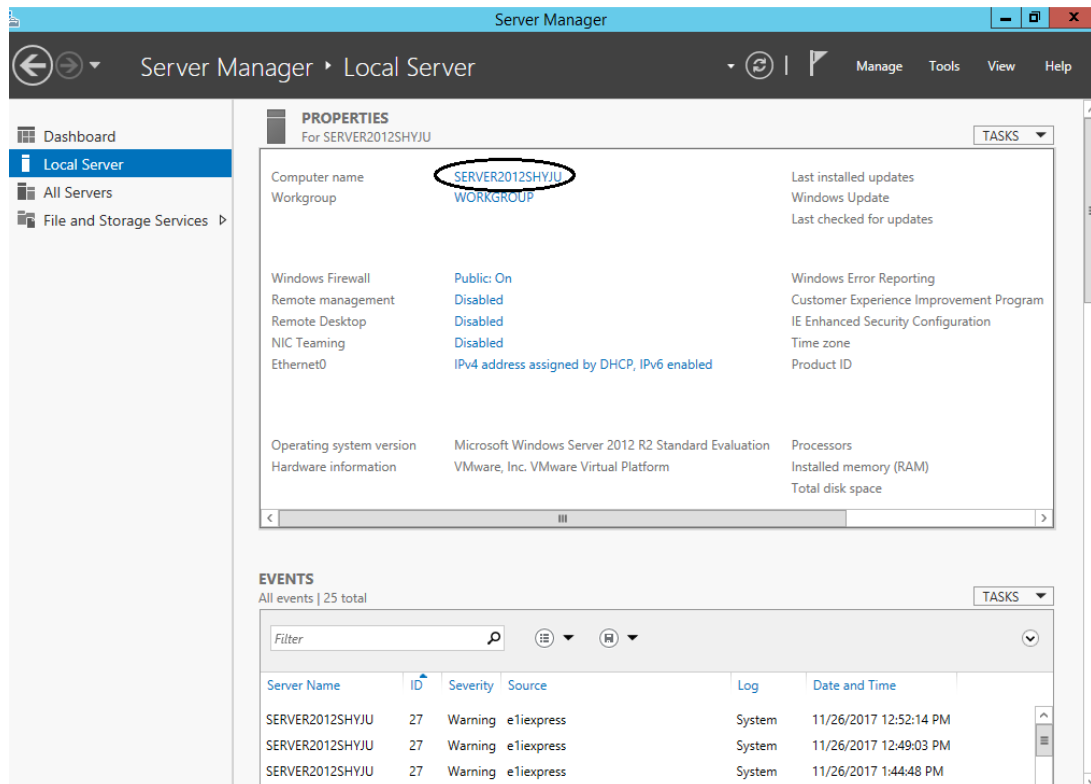 Server Manager
Server Manager ‣ Local Server
Manage Tools View Help
Dashboard
Local Server
All Servers
File and Storage Services
PROPERTIES
For SERVER2012SHYJU
TASKS
Computer name SERVER2012SHYJU Last installed updates
Workgroup WORKGROUP Windows Update
Last checked for updates
Windows Firewall Public: On Windows Error Reporting
Remote management Disabled Customer Experience Improvement Program
Remote Desktop Disabled IE Enhanced Security Configuration
NIC Teaming Disabled Time zone
Ethernet0 IPv4 address assigned by DHCP, IPv6 enabled Product ID
Operating system version Microsoft Windows Server 2012 R2 Standard Evaluation Processors
Hardware information VMware, Inc. VMware Virtual Platform Installed memory (RAM)
Total disk space
EVENTS
All events | 25 total
TASKS
Filter
Server Name ID Severity Source Log Date and Time
SERVER2012SHYJU 27 Warning e1iexpress System 11/26/2017 12:52:14 PM
SERVER2012SHYJU 27 Warning e1iexpress System 11/26/2017 12:49:03 PM
SERVER2012SHYJU 27 Warning e1iexpress System 11/26/2017 1:44:48 PM